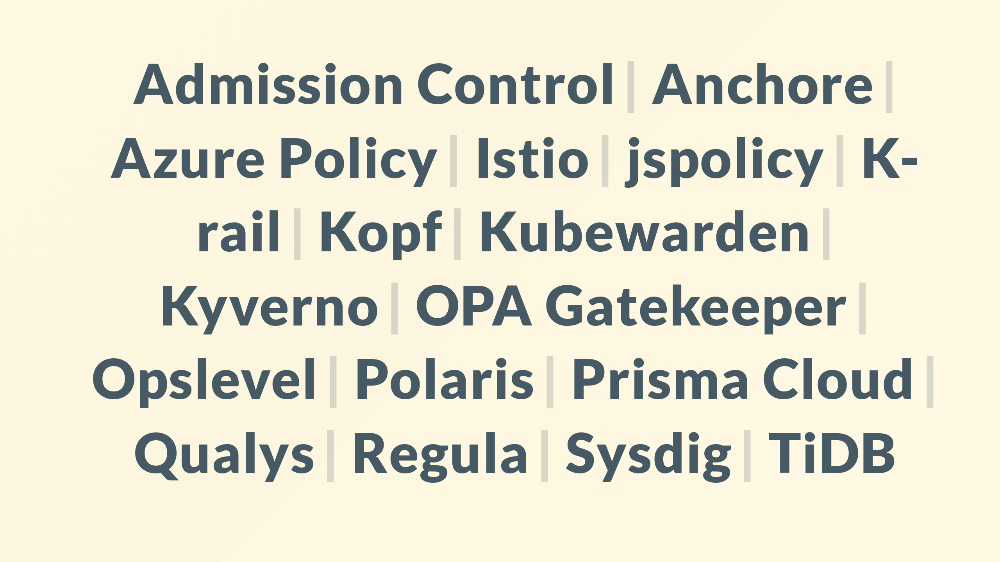 Admission Control | Anchore |
Azure Policy | Istio | jspolicy | K-
rail | Kopf | Kubewarden |
Kyverno | OPA Gatekeeper |
Opslevel | Polaris | Prisma Cloud |
Qualys | Regula | Sysdig | TiDB